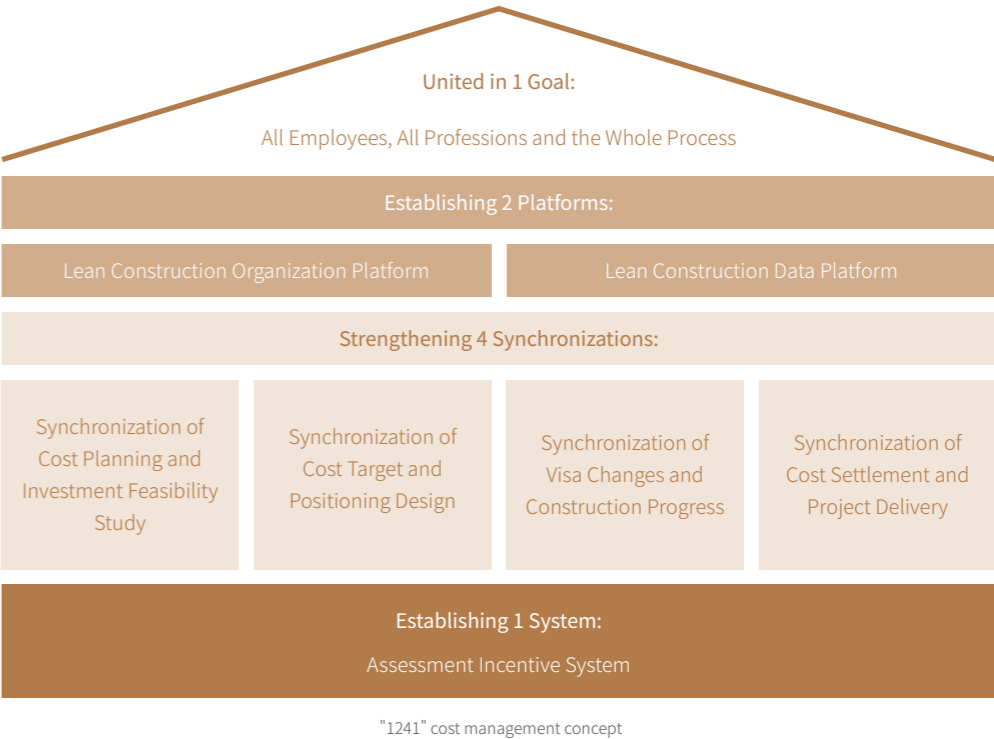 United in 1 Goal:
All Employees, All Professions and the Whole Process
Establishing 2 Platforms:
Lean Construction Organization Platform
Lean Construction Data Platform
Strengthening 4 Synchronizations:
Synchronization of
Cost Planning and
Investment Feasibility
Study
Synchronization of
Cost Target and
Positioning Design
Synchronization of
Visa Changes and
Construction Progress
Synchronization of
Cost Settlement and
Project Delivery
Establishing 1 System:
Assessment Incentive System
"1241" cost management concept